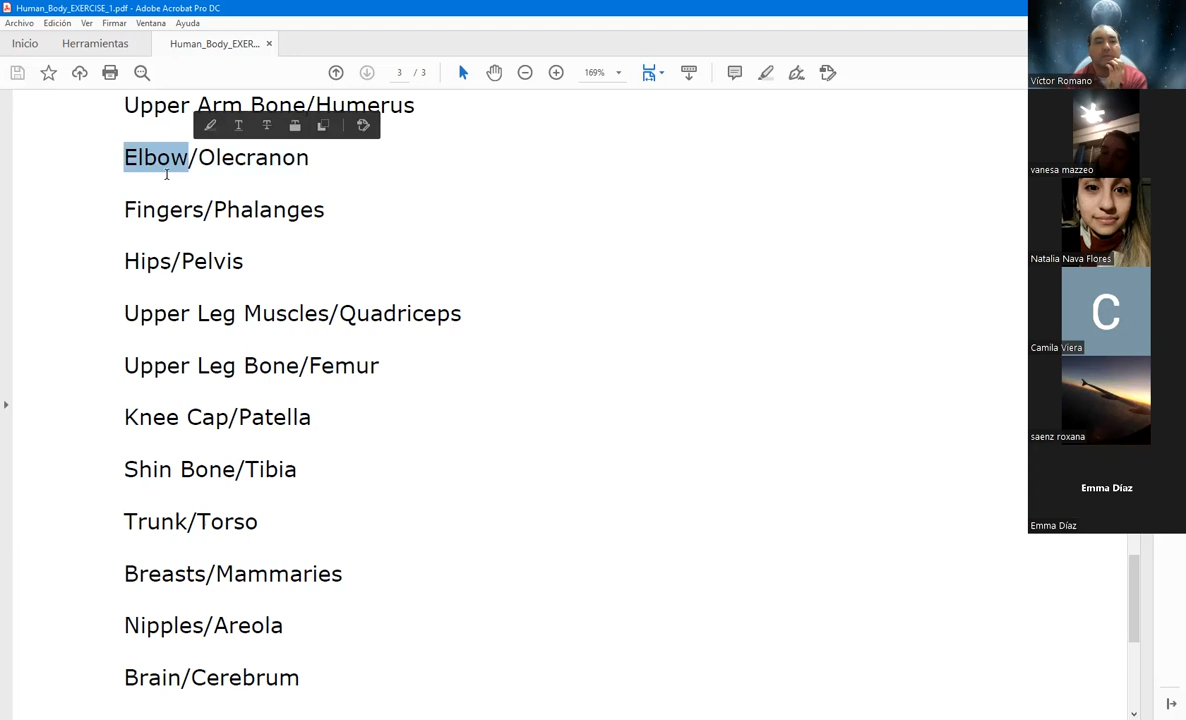 Human_Body_EXERCISE_1.pdf - Adobe Acrobat Pro DC
Archivo Edición Ver Firmar Ventana Ayuda
Inicio Herramientas Human_Body_EXER... ×
3 / 3 169%
Upper Arm Bone/Humerus
Elbow/Olecranon
Fingers/Phalanges
Hips/Pelvis
Upper Leg Muscles/Quadriceps
Upper Leg Bone/Femur
Knee Cap/Patella
Shin Bone/Tibia
Trunk/Torso
Breasts/Mammaries
Nipples/Areola
Brain/Cerebrum
Víctor Romano
vanesa mazzeo
Natalia Nava Flores
C
Camila Viera
saenz roxana
Emma Díaz
Emma Díaz